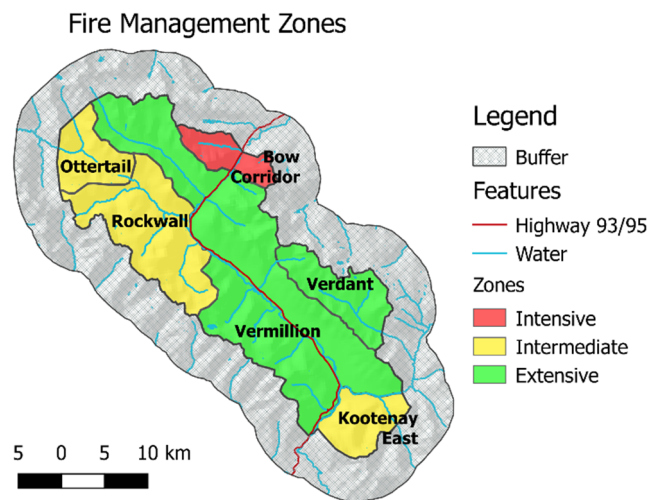 Fire Management Zones
Ottertail
Bow
Corridor
Rockwall
Verdant
Vermillion
Kootenay
East
5 0 5 10 km
Legend
Buffer
Features
Highway 93/95
Water
Zones
Intensive
Intermediate
Extensive